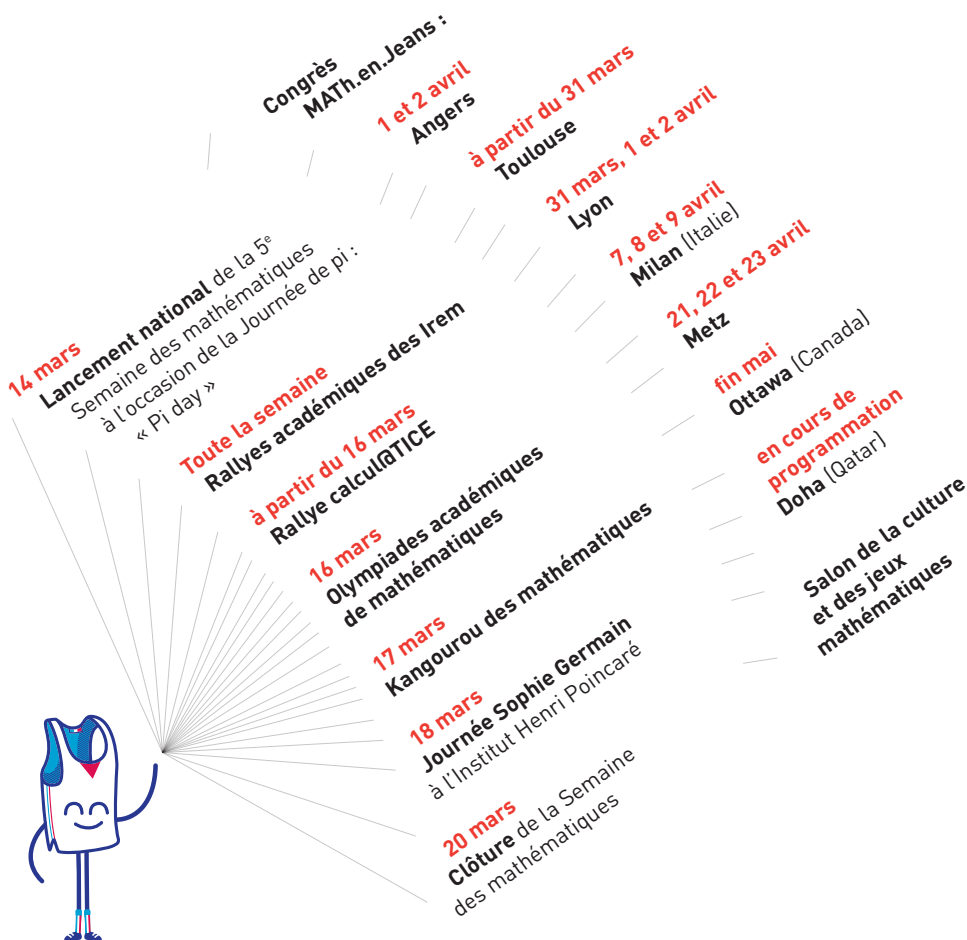 14 mars
Lancement national de la 5e
Semaine des mathématiques
à l'occasion de la Journée de pi :
« Pi day »
Toute la semaine
Rallyes académiques des Irem
à partir du 16 mars
Rallye calcul@TICE
16 mars
Olympiades académiques
de mathématiques
17 mars
Kangourou des mathématiques
18 mars
Journée Sophie Germain
à l'Institut Henri Poincaré
20 mars
Clôture de la Semaine
des mathématiques
Congrès
MATh.en.Jeans :
1 et 2 avril
Angers
à partir du 31 mars
Toulouse
31 mars, 1 et 2 avril
Lyon
7, 8 et 9 avril
Milan (Italie)
21, 22 et 23 avril
Metz
fin mai
Ottawa (Canada)
en cours de
programmation
Doha (Qatar)
Salon de la culture
et des jeux
mathématiques